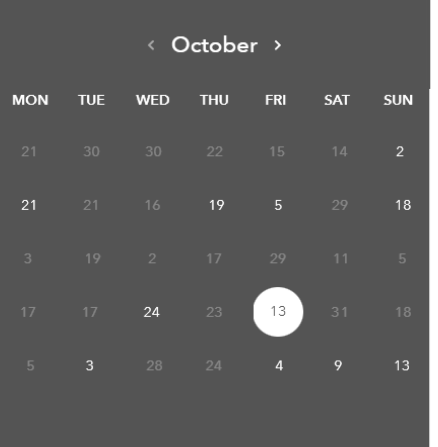 ‹ October ›
MON TUE WED THU FRI SAT SUN
21 30 30 22 15 14 2
21 21 16 19 5 29 18
3 19 2 17 29 11 5
17 17 24 23 13 31 18
5 3 28 24 4 9 13